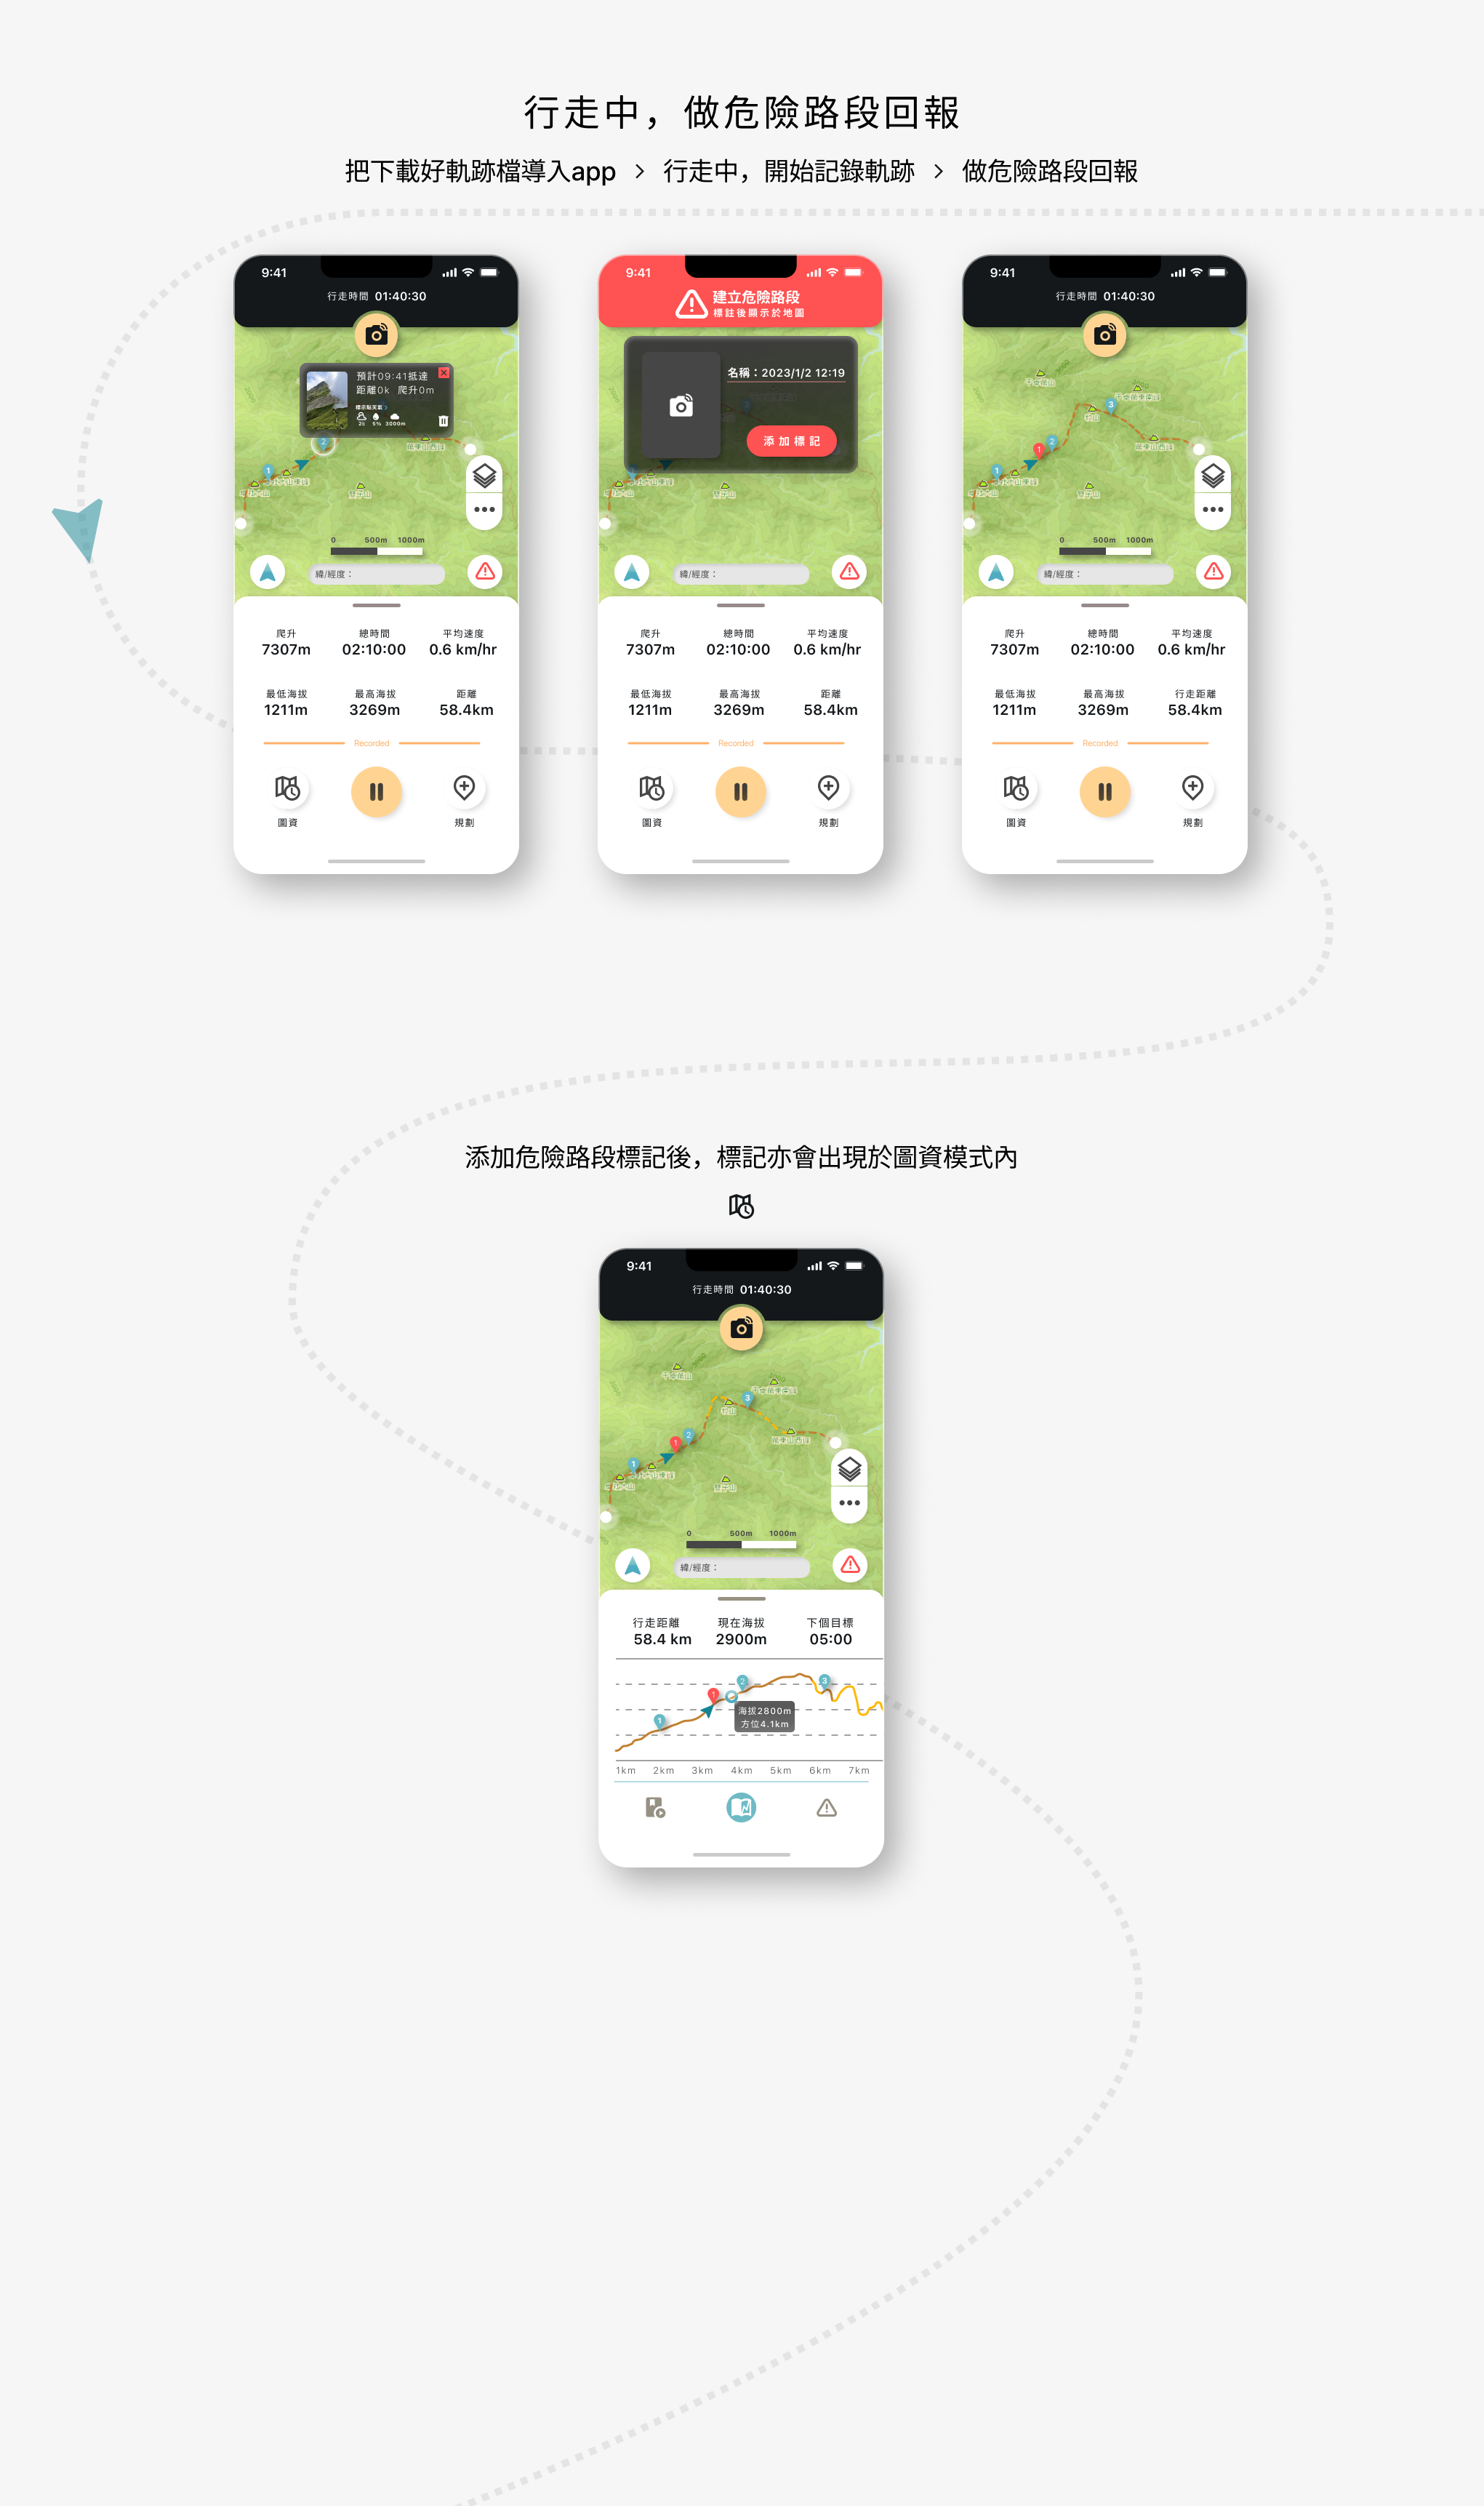 行走中，做危險路段回報
把下載好軌跡檔導入app > 行走中，開始記錄軌跡 > 做危險路段回報
9:41
行走時間 01:40:30
預計09:41抵達
距離0k 爬升0m
2
1
0 500m 1000m
緯/經度：
爬升 總時間 平均速度
7307m 02:10:00 0.6 km/hr
最低海拔 最高海拔 距離
1211m 3269m 58.4km
Recorded
圖資 規劃
9:41
建立危險路段
標註後顯示於地圖
名稱：2023/1/2 12:19
添加標記
緯/經度：
爬升 總時間 平均速度
7307m 02:10:00 0.6 km/hr
最低海拔 最高海拔 距離
1211m 3269m 58.4km
Recorded
圖資 規劃
9:41
行走時間 01:40:30
3
1 2
1
0 500m 1000m
緯/經度：
爬升 總時間 平均速度
7307m 02:10:00 0.6 km/hr
最低海拔 最高海拔 行走距離
1211m 3269m 58.4km
Recorded
圖資 規劃
添加危險路段標記後，標記亦會出現於圖資模式內
9:41
行走時間 01:40:30
3
1 2
1
0 500m 1000m
緯/經度：
行走距離 現在海拔 下個目標
58.4 km 2900m 05:00
2 3
1
1
海拔2800m
方位4.1km
1km 2km 3km 4km 5km 6km 7km